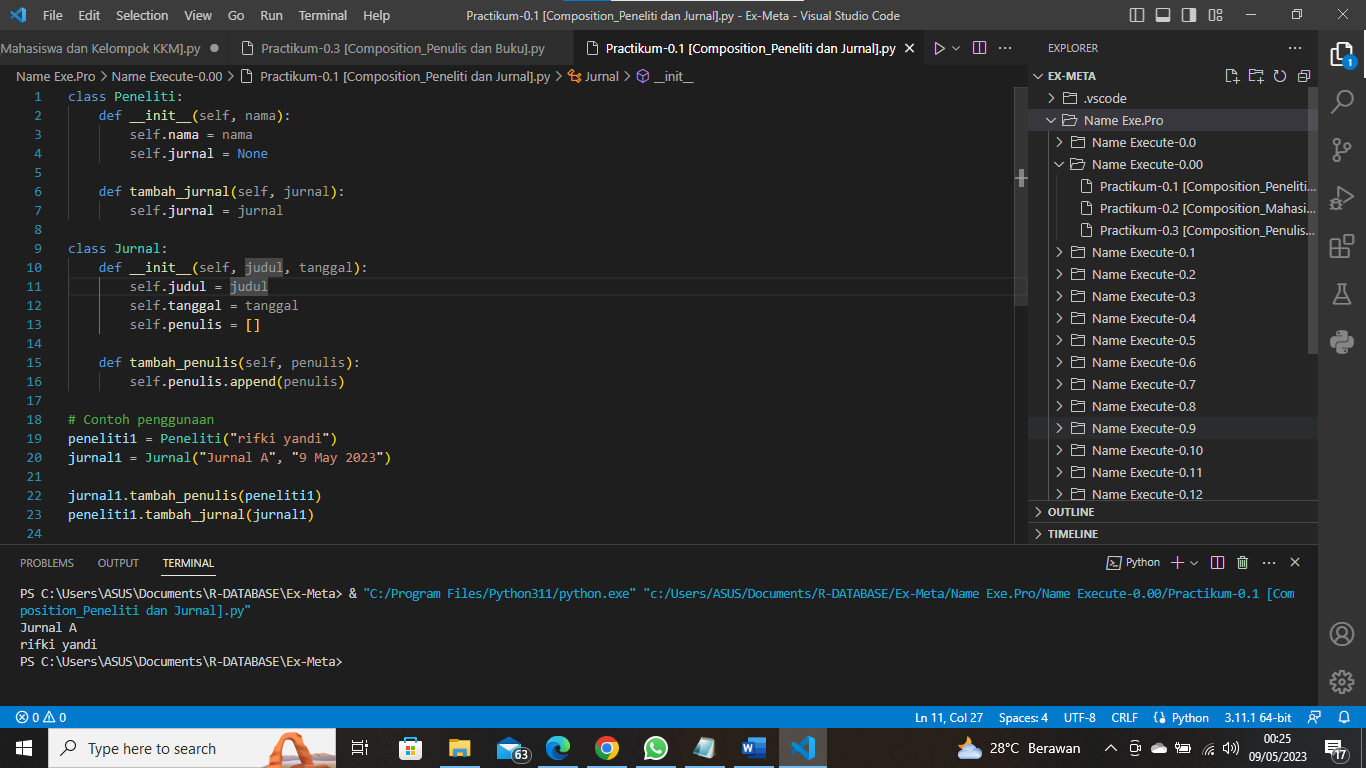 File Edit Selection View Go Run Terminal Help
Practikum-0.1 [Composition_Peneliti dan Jurnal].py - Ex-Meta - Visual Studio Code
Mahasiswa dan Kelompok KKM].py
Practikum-0.3 [Composition_Penulis dan Buku].py
Practikum-0.1 [Composition_Peneliti dan Jurnal].py
Name Exe.Pro > Name Execute-0.00 > Practikum-0.1 [Composition_Peneliti dan Jurnal].py > Jurnal > __init__
1 class Peneliti:
2     def __init__(self, nama):
3         self.nama = nama
4         self.jurnal = None
5
6     def tambah_jurnal(self, jurnal):
7         self.jurnal = jurnal
8
9 class Jurnal:
10     def __init__(self, judul, tanggal):
11         self.judul = judul
12         self.tanggal = tanggal
13         self.penulis = []
14
15     def tambah_penulis(self, penulis):
16         self.penulis.append(penulis)
17
18 # Contoh penggunaan
19 peneliti1 = Peneliti("rifki yandi")
20 jurnal1 = Jurnal("Jurnal A", "9 May 2023")
21
22 jurnal1.tambah_penulis(peneliti1)
23 peneliti1.tambah_jurnal(jurnal1)
24
EXPLORER
EX-META
.vscode
Name Exe.Pro
Name Execute-0.0
Name Execute-0.00
Practikum-0.1 [Composition_Peneliti...
Practikum-0.2 [Composition_Mahasi...
Practikum-0.3 [Composition_Penulis...
Name Execute-0.1
Name Execute-0.2
Name Execute-0.3
Name Execute-0.4
Name Execute-0.5
Name Execute-0.6
Name Execute-0.7
Name Execute-0.8
Name Execute-0.9
Name Execute-0.10
Name Execute-0.11
Name Execute-0.12
OUTLINE
TIMELINE
1
PROBLEMS OUTPUT TERMINAL
Python
PS C:\Users\ASUS\Documents\R-DATABASE\Ex-Meta> & "C:/Program Files/Python311/python.exe" "c:/Users/ASUS/Documents/R-DATABASE/Ex-Meta/Name Exe.Pro/Name Execute-0.00/Practikum-0.1 [Com
position_Peneliti dan Jurnal].py"
Jurnal A
rifki yandi
PS C:\Users\ASUS\Documents\R-DATABASE\Ex-Meta>
0 0
Ln 11, Col 27 Spaces: 4 UTF-8 CRLF Python 3.11.1 64-bit
Type here to search
63
28°C Berawan
00:25
09/05/2023
17